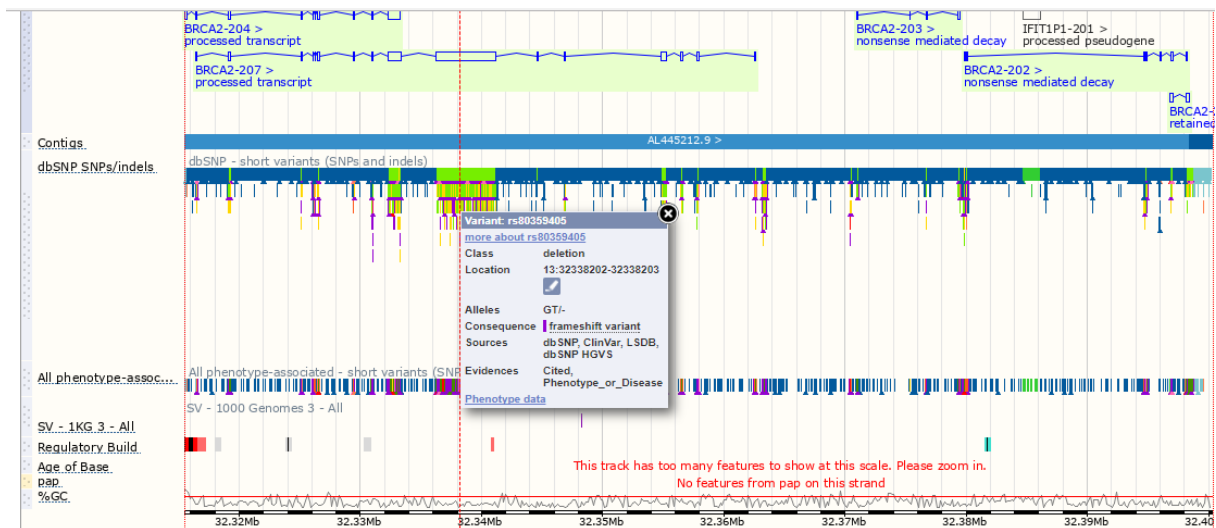 BRCA2-204 >
processed transcript
BRCA2-203 >
nonsense mediated decay
IFIT1P1-201 >
processed pseudogene
BRCA2-207 >
processed transcript
BRCA2-202 >
nonsense mediated decay
BRCA2-
retained
Contigs
AL445212.9 >
dbSNP SNPs/indels
dbSNP - short variants (SNPs and indels)
Variant: rs80359405
more about rs80359405
Class deletion
Location 13:32338202-32338203
Alleles GT/-
Consequence frameshift variant
Sources dbSNP, ClinVar, LSDB,
dbSNP HGVS
Evidences Cited,
Phenotype_or_Disease
Phenotype data
All phenotype-assoc...
All phenotype-associated - short variants (SNP
SV - 1000 Genomes 3 - All
SV - 1KG 3 - All
Regulatory Build
Age of Base
This track has too many features to show at this scale. Please zoom in.
pap
No features from pap on this strand
%GC
32.32Mb 32.33Mb 32.34Mb 32.35Mb 32.36Mb 32.37Mb 32.38Mb 32.39Mb 32.40